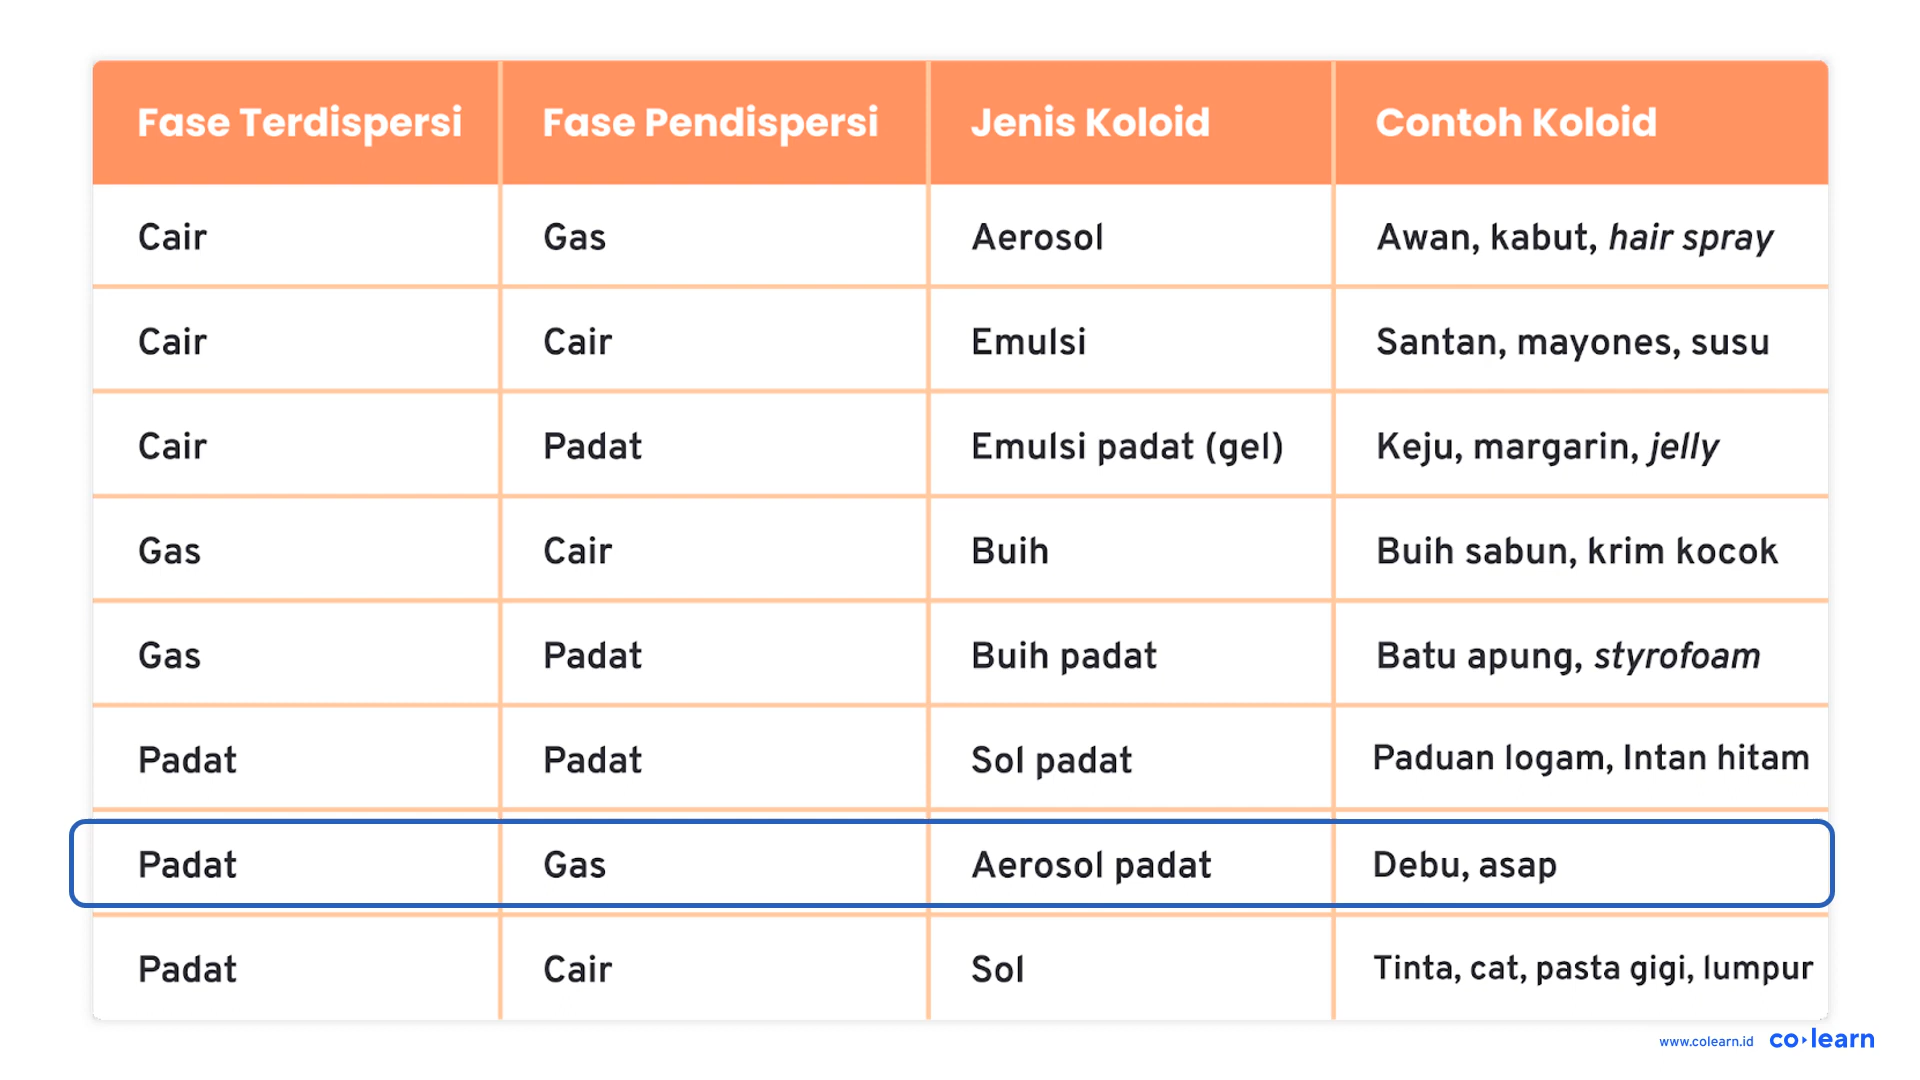 Fase Terdispersi Fase Pendispersi Jenis Koloid Contoh Koloid
Cair Gas Aerosol Awan, kabut, hair spray
Cair Cair Emulsi Santan, mayones, susu
Cair Padat Emulsi padat (gel) Keju, margarin, jelly
Gas Cair Buih Buih sabun, krim kocok
Gas Padat Buih padat Batu apung, styrofoam
Padat Padat Sol padat Paduan logam, Intan hitam
Padat Gas Aerosol padat Debu, asap
Padat Cair Sol Tinta, cat, pasta gigi, lumpur
www.colearn.id co learn